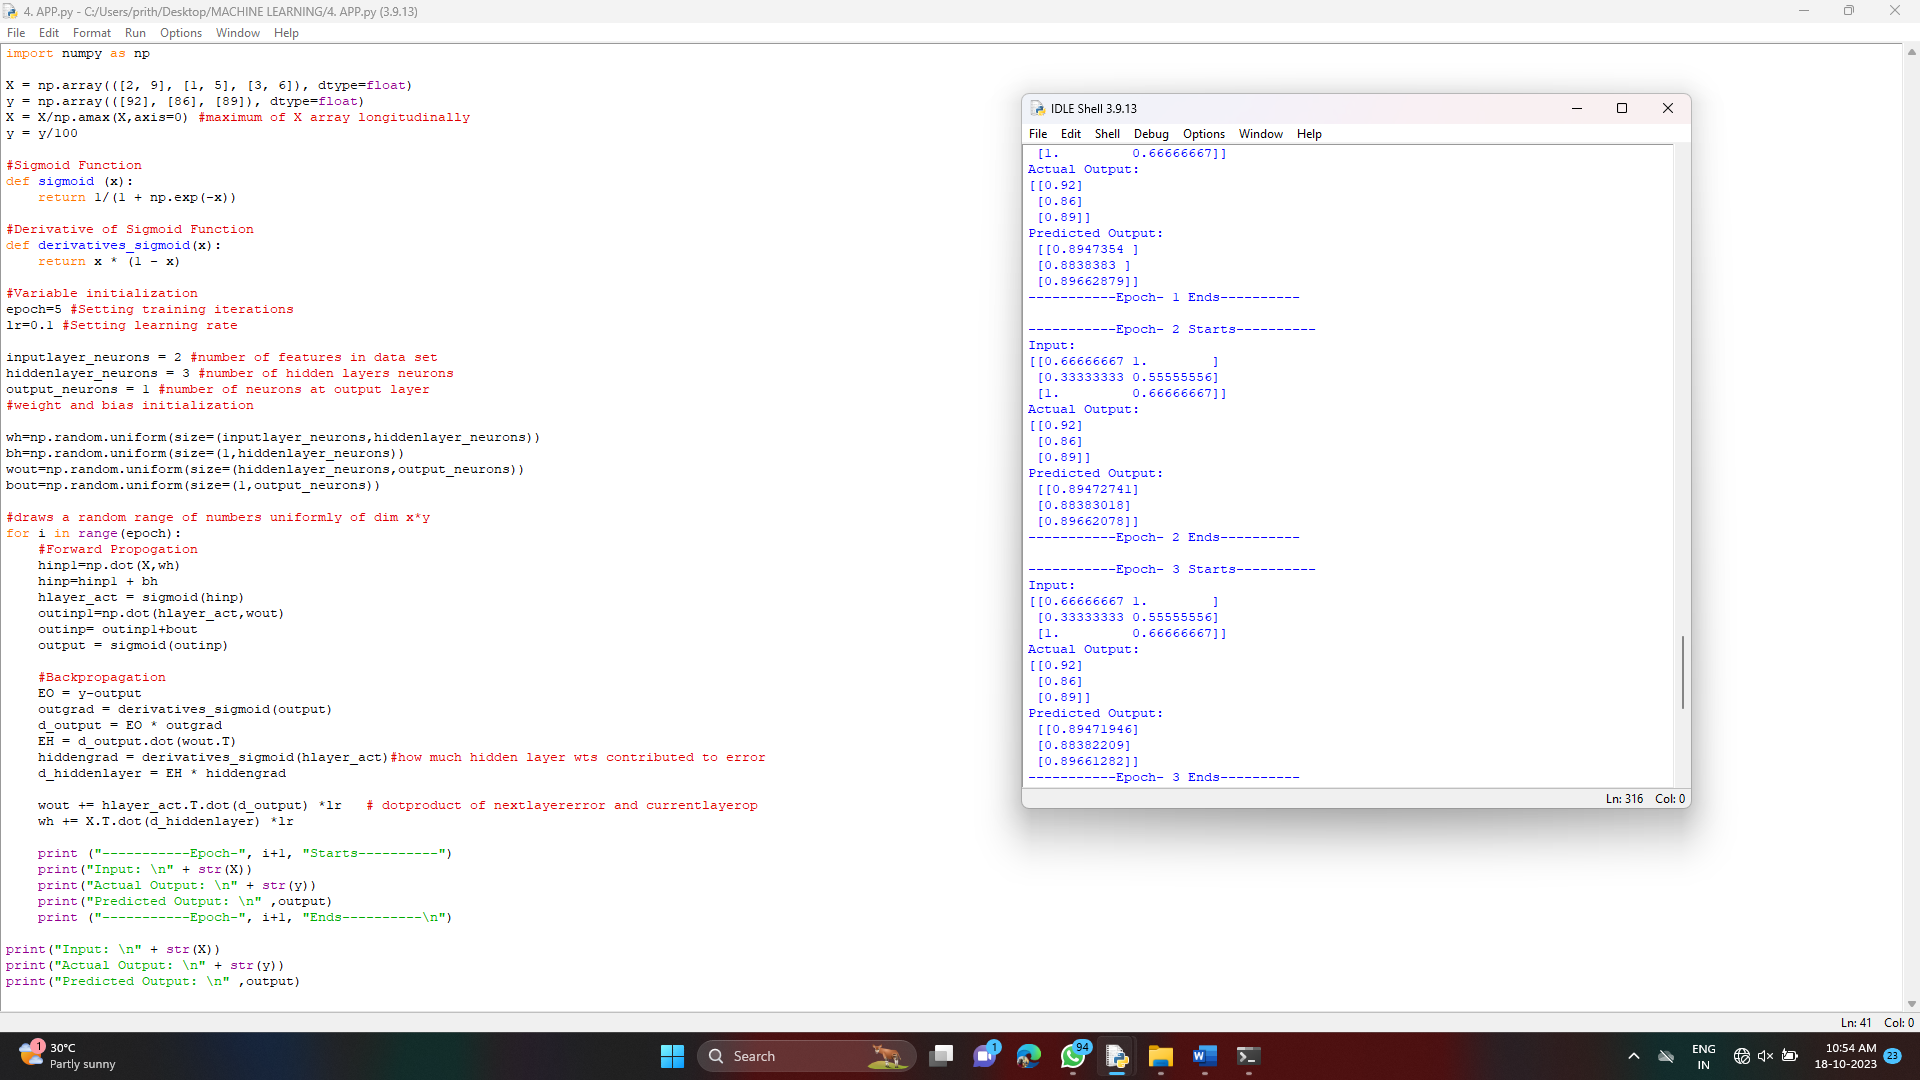 4. APP.py - C:/Users/prith/Desktop/MACHINE LEARNING/4. APP.py (3.9.13)
File Edit Format Run Options Window Help
import numpy as np
X = np.array(([2, 9], [1, 5], [3, 6]), dtype=float)
y = np.array(([92], [86], [89]), dtype=float)
X = X/np.amax(X,axis=0) #maximum of X array longitudinally
y = y/100
#Sigmoid Function
def sigmoid (x):
    return 1/(1 + np.exp(-x))
#Derivative of Sigmoid Function
def derivatives_sigmoid(x):
    return x * (1 - x)
#Variable initialization
epoch=5 #Setting training iterations
lr=0.1 #Setting learning rate
inputlayer_neurons = 2 #number of features in data set
hiddenlayer_neurons = 3 #number of hidden layers neurons
output_neurons = 1 #number of neurons at output layer
#weight and bias initialization
wh=np.random.uniform(size=(inputlayer_neurons,hiddenlayer_neurons))
bh=np.random.uniform(size=(1,hiddenlayer_neurons))
wout=np.random.uniform(size=(hiddenlayer_neurons,output_neurons))
bout=np.random.uniform(size=(1,output_neurons))
#draws a random range of numbers uniformly of dim x*y
for i in range(epoch):
    #Forward Propogation
    hinp1=np.dot(X,wh)
    hinp=hinp1 + bh
    hlayer_act = sigmoid(hinp)
    outinp1=np.dot(hlayer_act,wout)
    outinp= outinp1+bout
    output = sigmoid(outinp)
    #Backpropagation
    EO = y-output
    outgrad = derivatives_sigmoid(output)
    d_output = EO * outgrad
    EH = d_output.dot(wout.T)
    hiddengrad = derivatives_sigmoid(hlayer_act)#how much hidden layer wts contributed to error
    d_hiddenlayer = EH * hiddengrad
    wout += hlayer_act.T.dot(d_output) *lr   # dotproduct of nextlayererror and currentlayerop
    wh += X.T.dot(d_hiddenlayer) *lr
    print ("-----------Epoch-", i+1, "Starts----------")
    print("Input: \n" + str(X))
    print("Actual Output: \n" + str(y))
    print("Predicted Output: \n" ,output)
    print ("-----------Epoch-", i+1, "Ends----------\n")
print("Input: \n" + str(X))
print("Actual Output: \n" + str(y))
print("Predicted Output: \n" ,output)
Ln: 41 Col: 0
IDLE Shell 3.9.13
File Edit Shell Debug Options Window Help
 [1.         0.66666667]]
Actual Output:
[[0.92]
 [0.86]
 [0.89]]
Predicted Output:
 [[0.8947354 ]
 [0.8838383 ]
 [0.89662879]]
-----------Epoch- 1 Ends----------
-----------Epoch- 2 Starts----------
Input:
[[0.66666667 1.        ]
 [0.33333333 0.55555556]
 [1.         0.66666667]]
Actual Output:
[[0.92]
 [0.86]
 [0.89]]
Predicted Output:
 [[0.89472741]
 [0.88383018]
 [0.89662078]]
-----------Epoch- 2 Ends----------
-----------Epoch- 3 Starts----------
Input:
[[0.66666667 1.        ]
 [0.33333333 0.55555556]
 [1.         0.66666667]]
Actual Output:
[[0.92]
 [0.86]
 [0.89]]
Predicted Output:
 [[0.89471946]
 [0.88382209]
 [0.89661282]]
-----------Epoch- 3 Ends----------
Ln: 316 Col: 0
1
30°C
Partly sunny
Search
1
94
ENG
IN
10:54 AM
18-10-2023
23